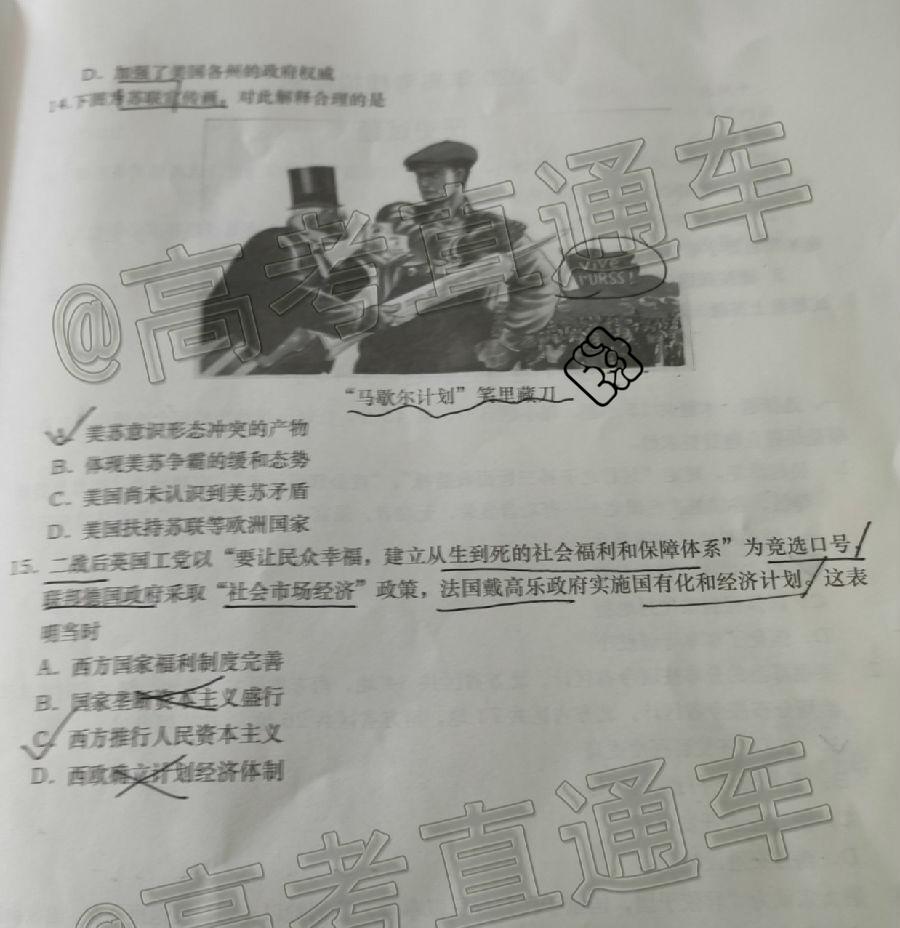 D. 加强了美国各州的政府权威
14.下图为苏联宣传画。对此解释合理的是
VIVE
l'URSS!
“马歇尔计划”笑里藏刀
A. 美苏意识形态冲突的产物
B. 体现美苏争霸的缓和态势
C. 美国尚未认识到美苏矛盾
D. 美国扶持苏联等欧洲国家
15. 二战后英国工党以“要让民众幸福，建立从生到死的社会福利和保障体系”为竞选口号，
联邦德国政府采取“社会市场经济”政策，法国戴高乐政府实施国有化和经济计划。这表
明当时
A. 西方国家福利制度完善
B. 国家垄断资本主义盛行
C. 西方推行人民资本主义
D. 西欧确立计划经济体制
@高考直通车
@高考直通车